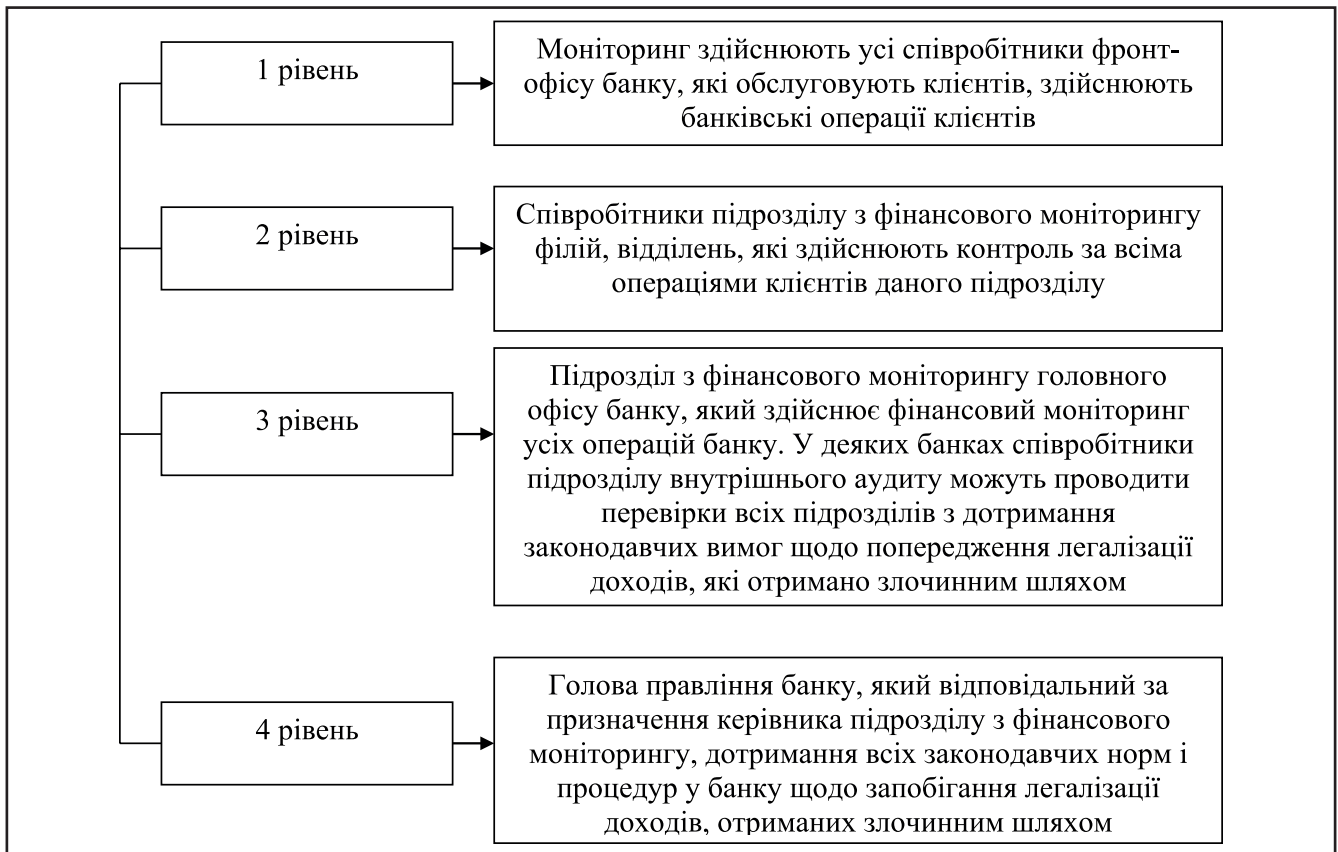 1 рівень
Моніторинг здійснюють усі співробітники фронт-
офісу банку, які обслуговують клієнтів, здійснюють
банківські операції клієнтів
2 рівень
Співробітники підрозділу з фінансового моніторингу
філій, відділень, які здійснюють контроль за всіма
операціями клієнтів даного підрозділу
3 рівень
Підрозділ з фінансового моніторингу головного
офісу банку, який здійснює фінансовий моніторинг
усіх операцій банку. У деяких банках співробітники
підрозділу внутрішнього аудиту можуть проводити
перевірки всіх підрозділів з дотримання
законодавчих вимог щодо попередження легалізації
доходів, які отримано злочинним шляхом
4 рівень
Голова правління банку, який відповідальний за
призначення керівника підрозділу з фінансового
моніторингу, дотримання всіх законодавчих норм і
процедур у банку щодо запобігання легалізації
доходів, отриманих злочинним шляхом